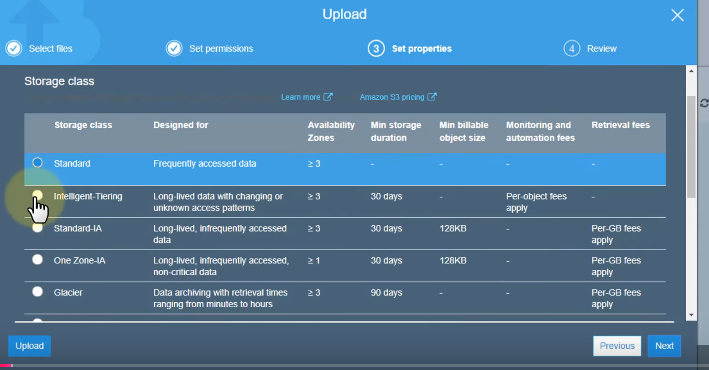 Upload
Select files
Set permissions
3 Set properties
4 Review
Storage class
Learn more
Amazon S3 pricing
Storage class Designed for Availability Zones Min storage duration Min billable object size Monitoring and automation fees Retrieval fees
Standard Frequently accessed data ≥ 3 - - - -
Intelligent-Tiering Long-lived data with changing or unknown access patterns ≥ 3 30 days - Per-object fees apply -
Standard-IA Long-lived, infrequently accessed data ≥ 3 30 days 128KB - Per-GB fees apply
One Zone-IA Long-lived, infrequently accessed, non-critical data ≥ 1 30 days 128KB - Per-GB fees apply
Glacier Data archiving with retrieval times ranging from minutes to hours ≥ 3 90 days - - Per-GB fees apply
Upload
Previous
Next